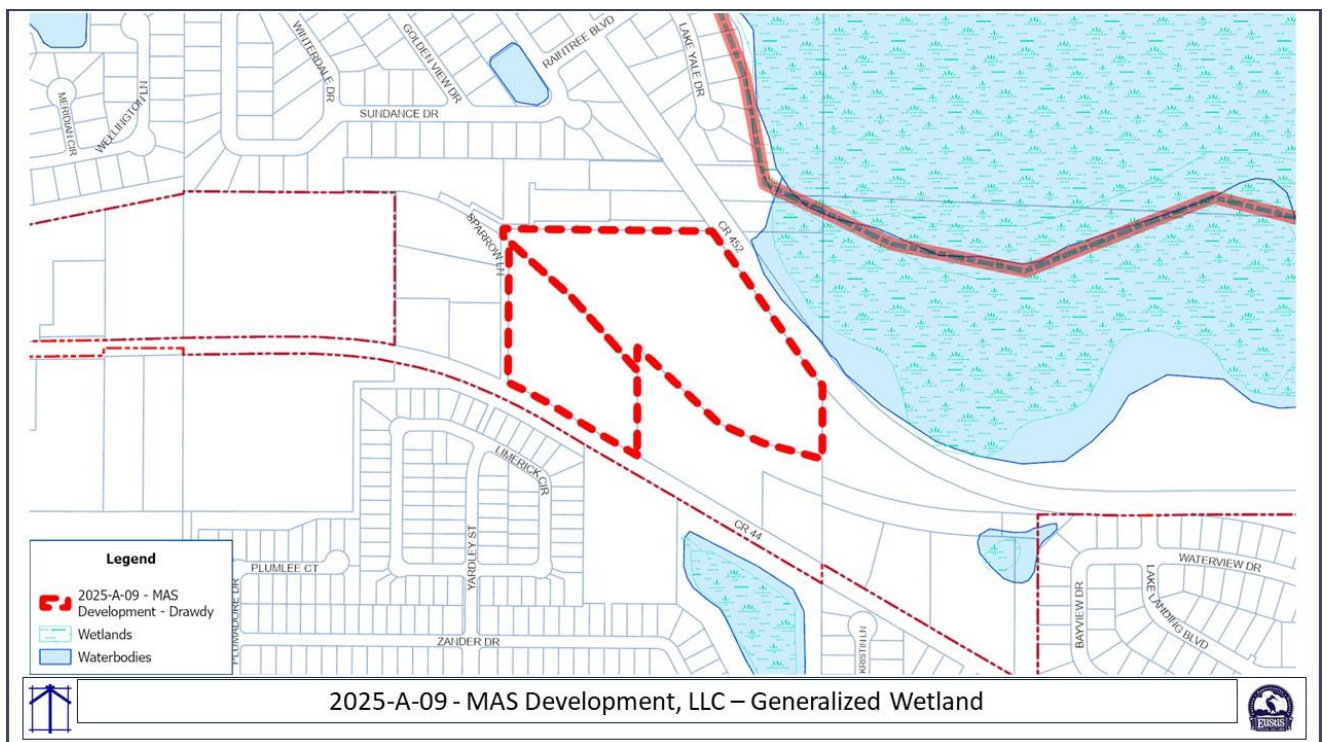 WINTERDALE DR
GOLDEN VIEW DR
RAINTREE BLVD
LAKE YALE DR
MERIDIAN CIR
WELLINGTON LN
SUNDANCE DR
SPARROW LN
CR 452
LIMERICK CIR
YARDLEY ST
CR 44
PLUMLEE CT
PLUMADORE DR
ZANDER DR
KRISTIN LN
BAYVIEW DR
WATERVIEW DR
LAKE LANDING BLVD
Legend
2025-A-09 - MAS
Development - Drawdy
Wetlands
Waterbodies
2025-A-09 - MAS Development, LLC – Generalized Wetland
EUSTIS